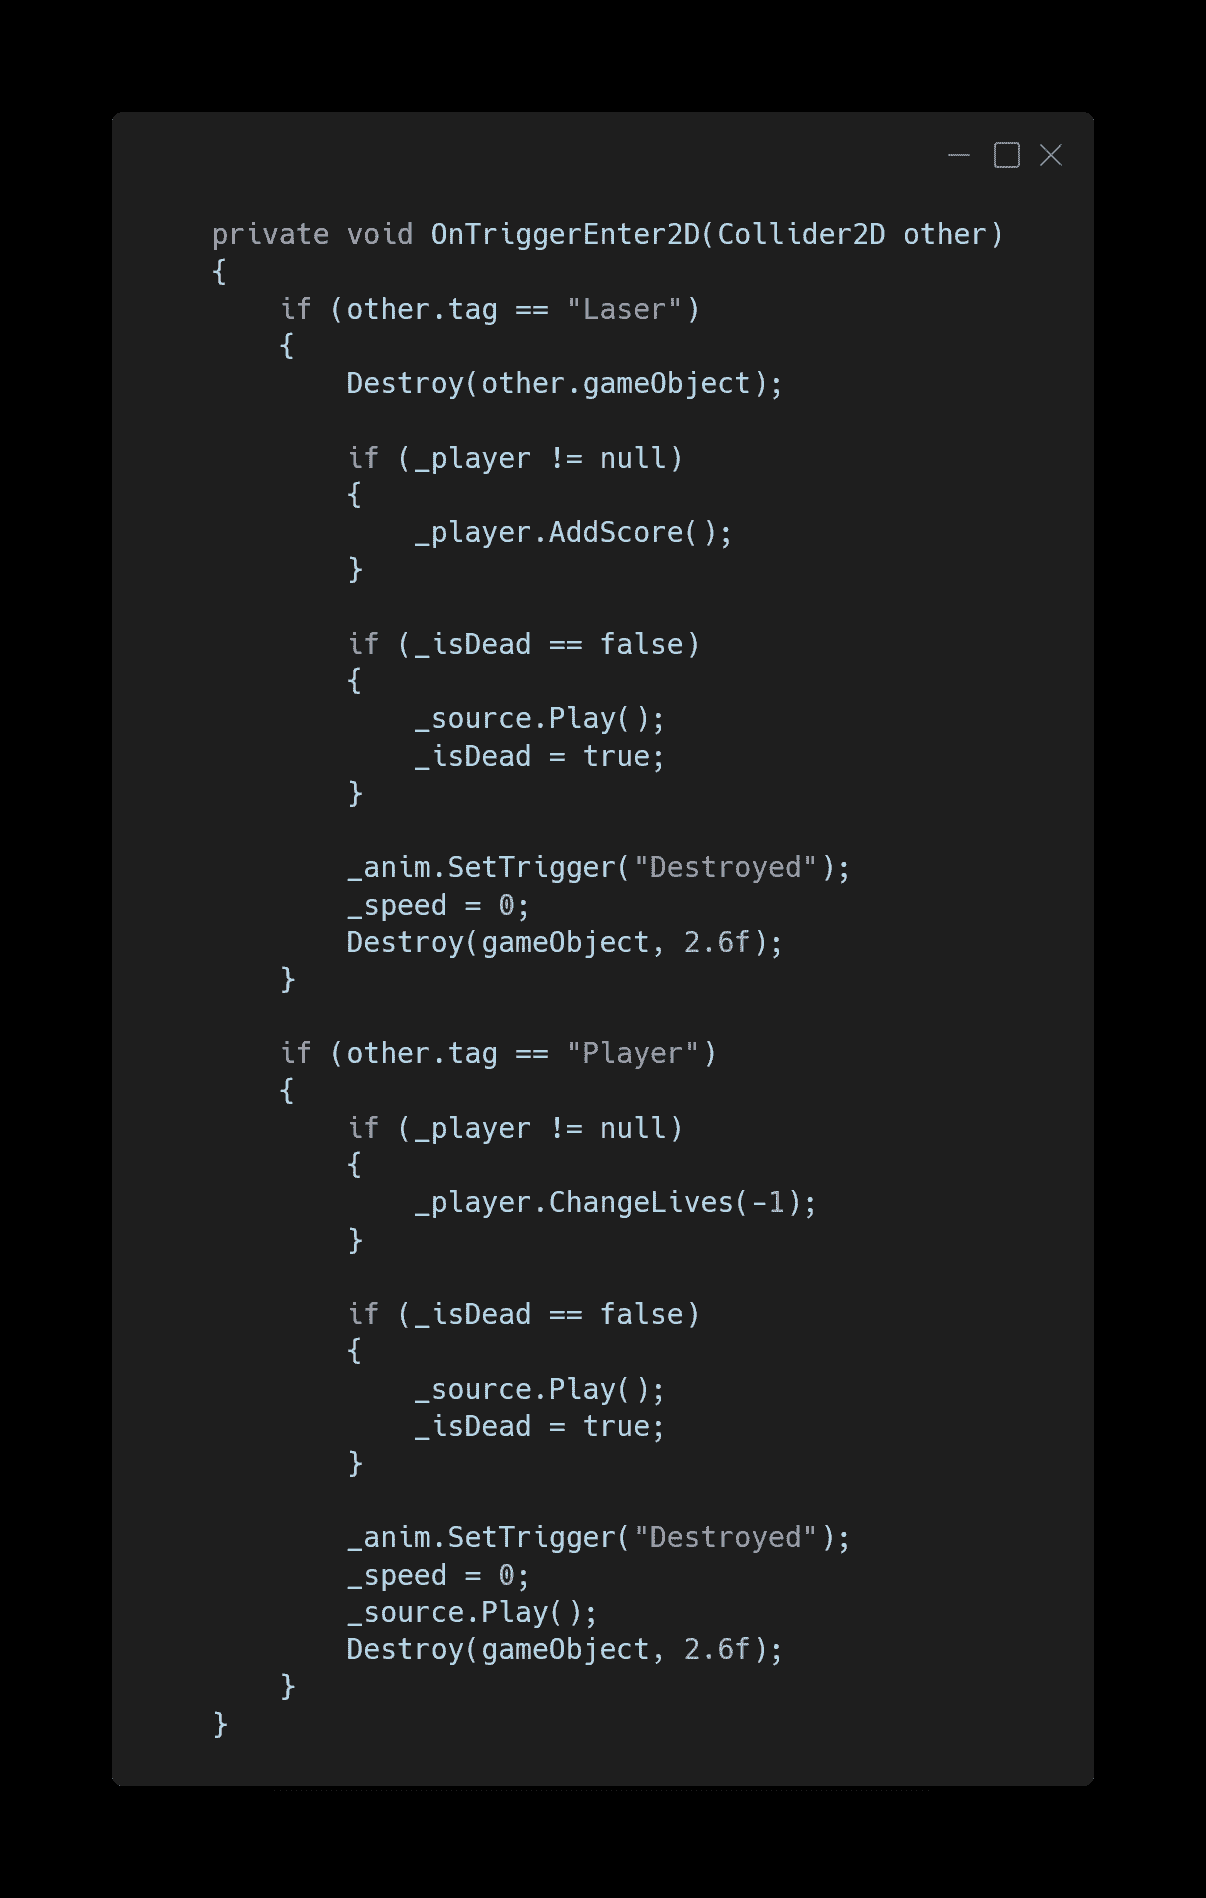 private void OnTriggerEnter2D(Collider2D other)
{
    if (other.tag == "Laser")
    {
        Destroy(other.gameObject);

        if (_player != null)
        {
            _player.AddScore();
        }

        if (_isDead == false)
        {
            _source.Play();
            _isDead = true;
        }

        _anim.SetTrigger("Destroyed");
        _speed = 0;
        Destroy(gameObject, 2.6f);
    }

    if (other.tag == "Player")
    {
        if (_player != null)
        {
            _player.ChangeLives(-1);
        }

        if (_isDead == false)
        {
            _source.Play();
            _isDead = true;
        }

        _anim.SetTrigger("Destroyed");
        _speed = 0;
        _source.Play();
        Destroy(gameObject, 2.6f);
    }
}